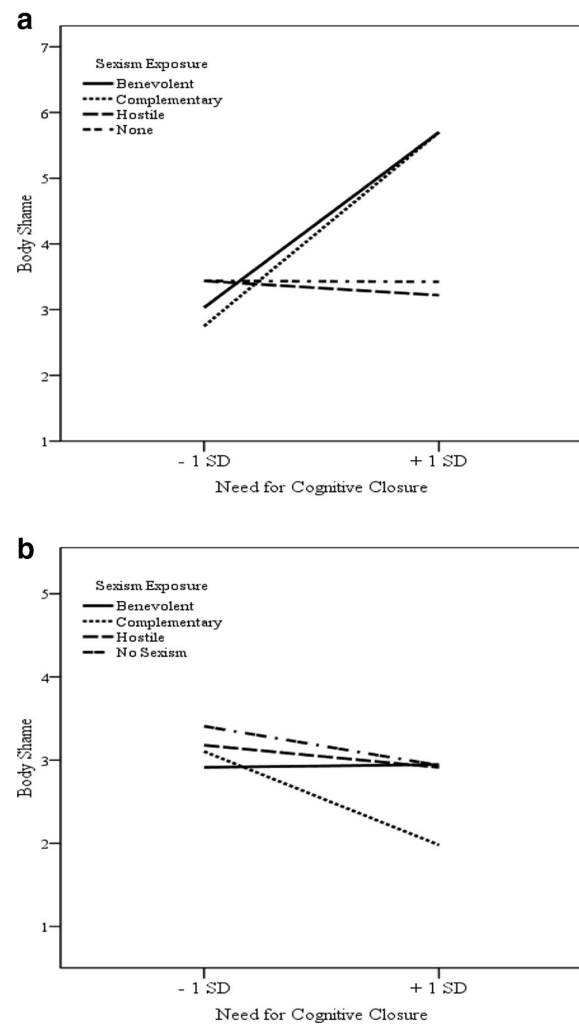 a
7
Sexism Exposure
Benevolent
Complementary
Hostile
None
6
5
4
3
2
1
Body Shame
- 1 SD
+ 1 SD
Need for Cognitive Closure
b
5
Sexism Exposure
Benevolent
Complementary
Hostile
No Sexism
4
3
2
1
Body Shame
- 1 SD
+ 1 SD
Need for Cognitive Closure